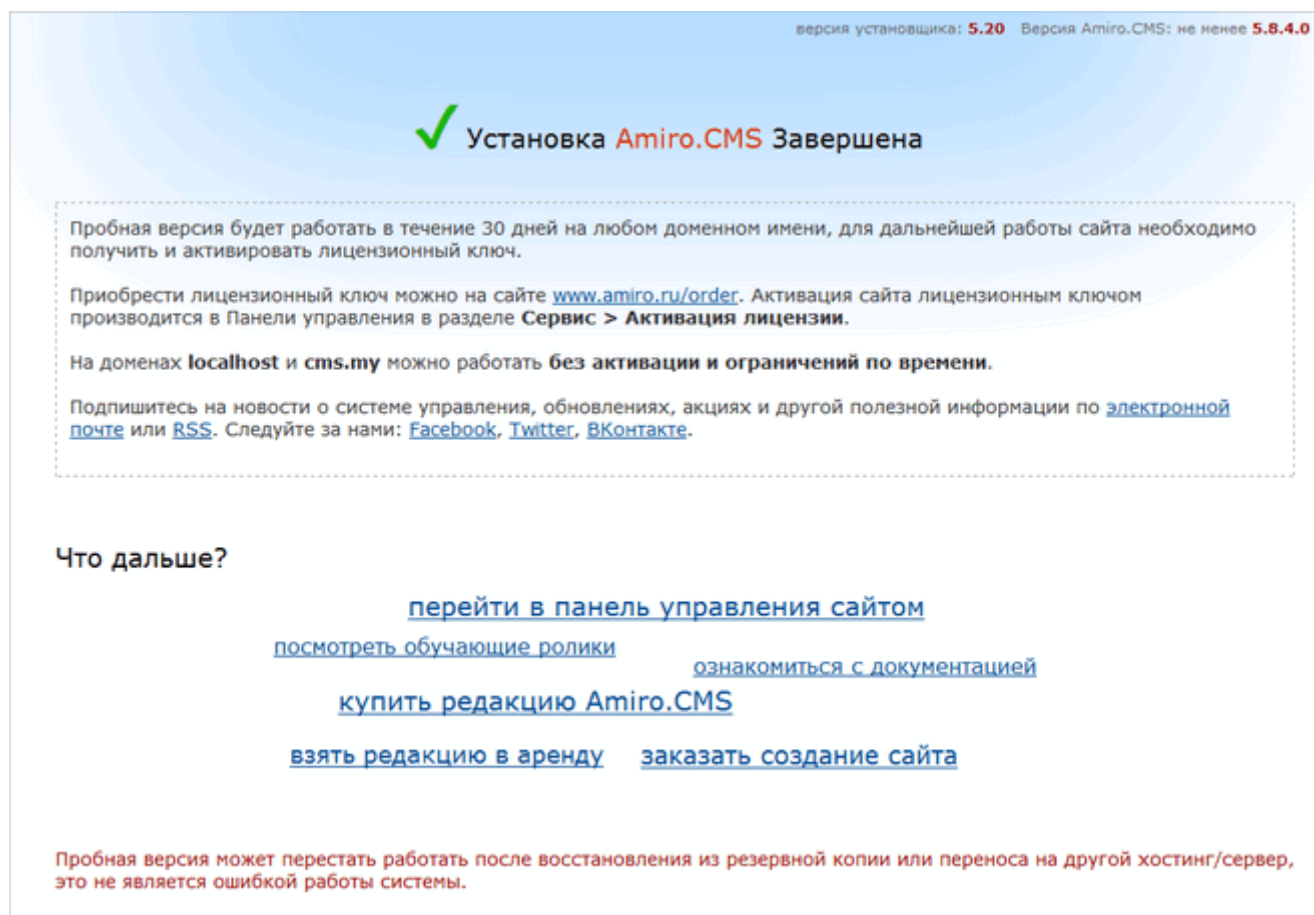 версия установщика: 5.20 Версия Amiro.CMS: не ненее 5.8.4.0
Установка Amiro.CMS Завершена
Пробная версия будет работать в течение 30 дней на любом доменном имени, для дальнейшей работы сайта необходимо
получить и активировать лицензионный ключ.
Приобрести лицензионный ключ можно на сайте www.amiro.ru/order. Активация сайта лицензионным ключом
производится в Панели управления в разделе Сервис > Активация лицензии.
На доменах localhost и cms.my можно работать без активации и ограничений по времени.
Подпишитесь на новости о системе управления, обновлениях, акциях и другой полезной информации по электронной
почте или RSS. Следуйте за нами: Facebook, Twitter, ВКонтакте.
Что дальше?
перейти в панель управления сайтом
посмотреть обучающие ролики
ознакомиться с документацией
купить редакцию Amiro.CMS
взять редакцию в аренду заказать создание сайта
Пробная версия может перестать работать после восстановления из резервной копии или переноса на другой хостинг/сервер,
это не является ошибкой работы системы.